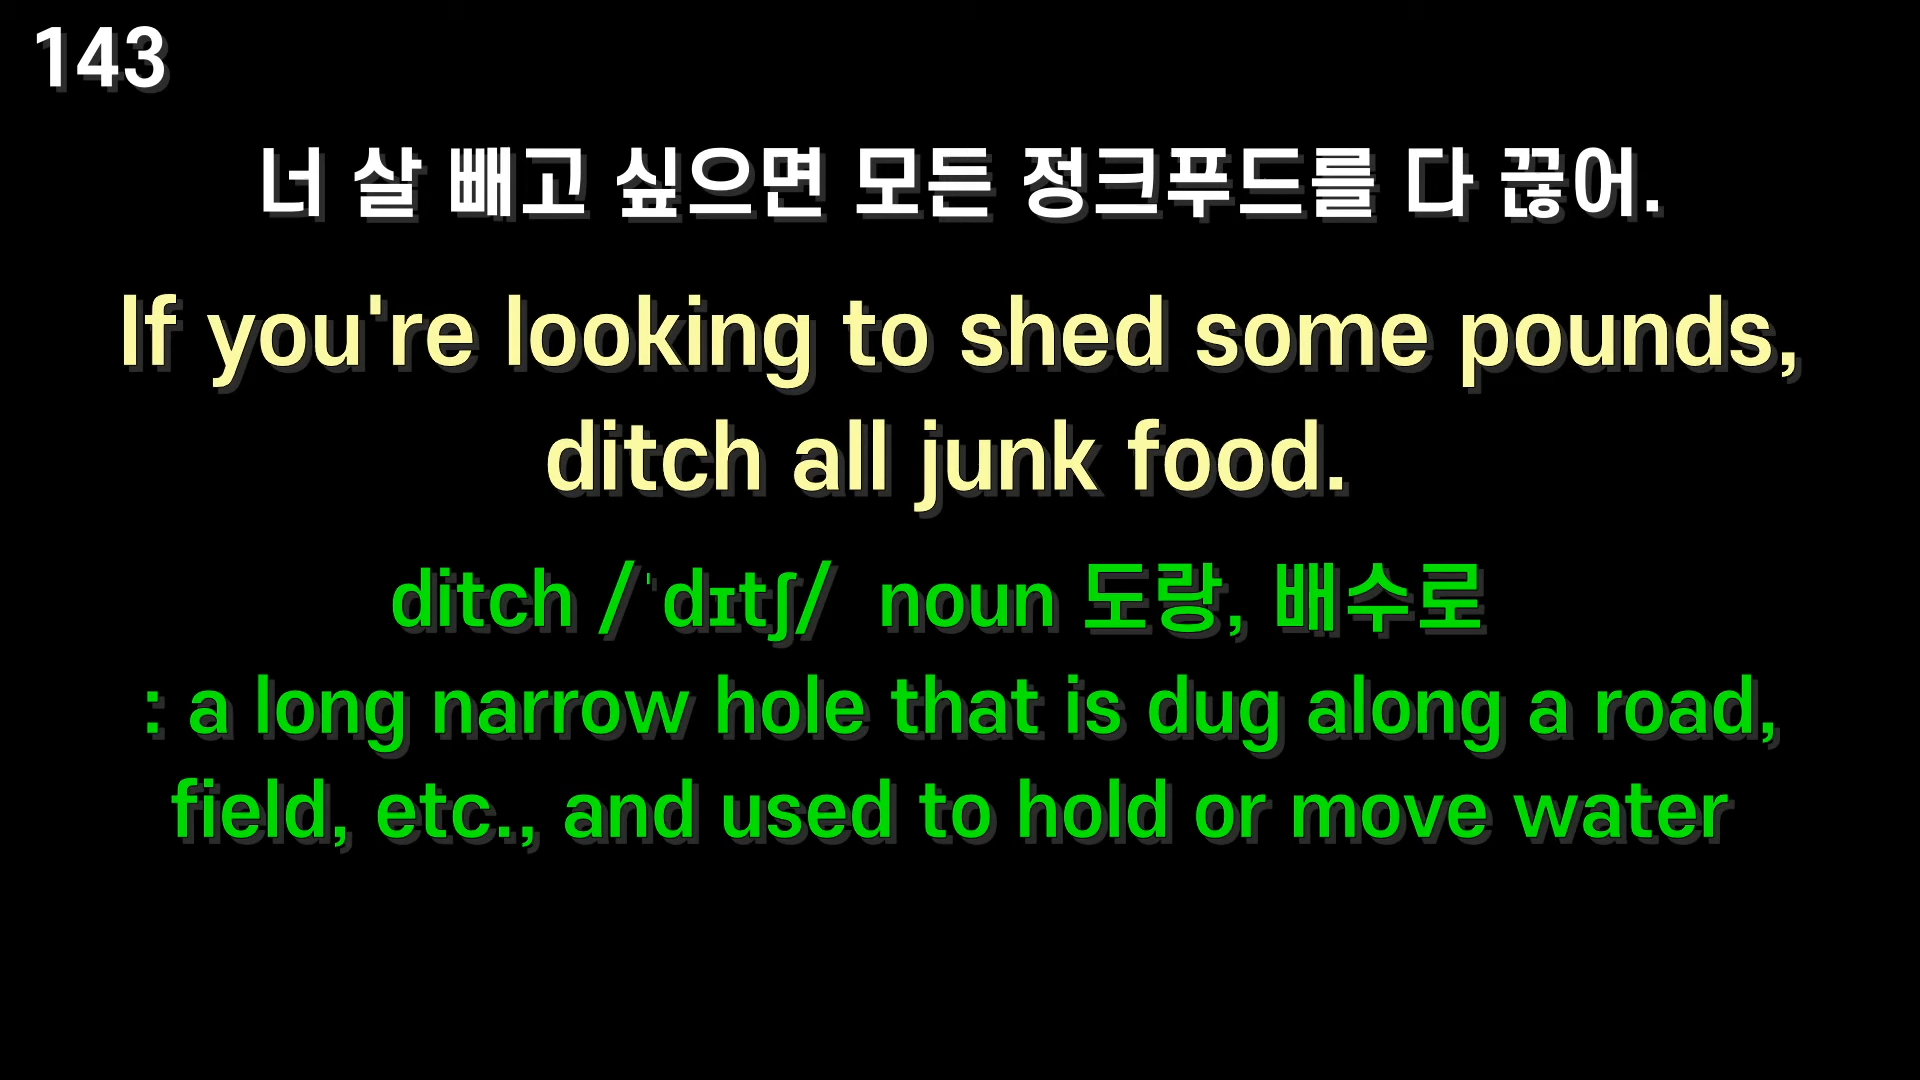 143
너 살 빼고 싶으면 모든 정크푸드를 다 끊어.
If you're looking to shed some pounds,
ditch all junk food.
ditch /ˈdɪtʃ/ noun 도랑, 배수로
: a long narrow hole that is dug along a road,
field, etc., and used to hold or move water